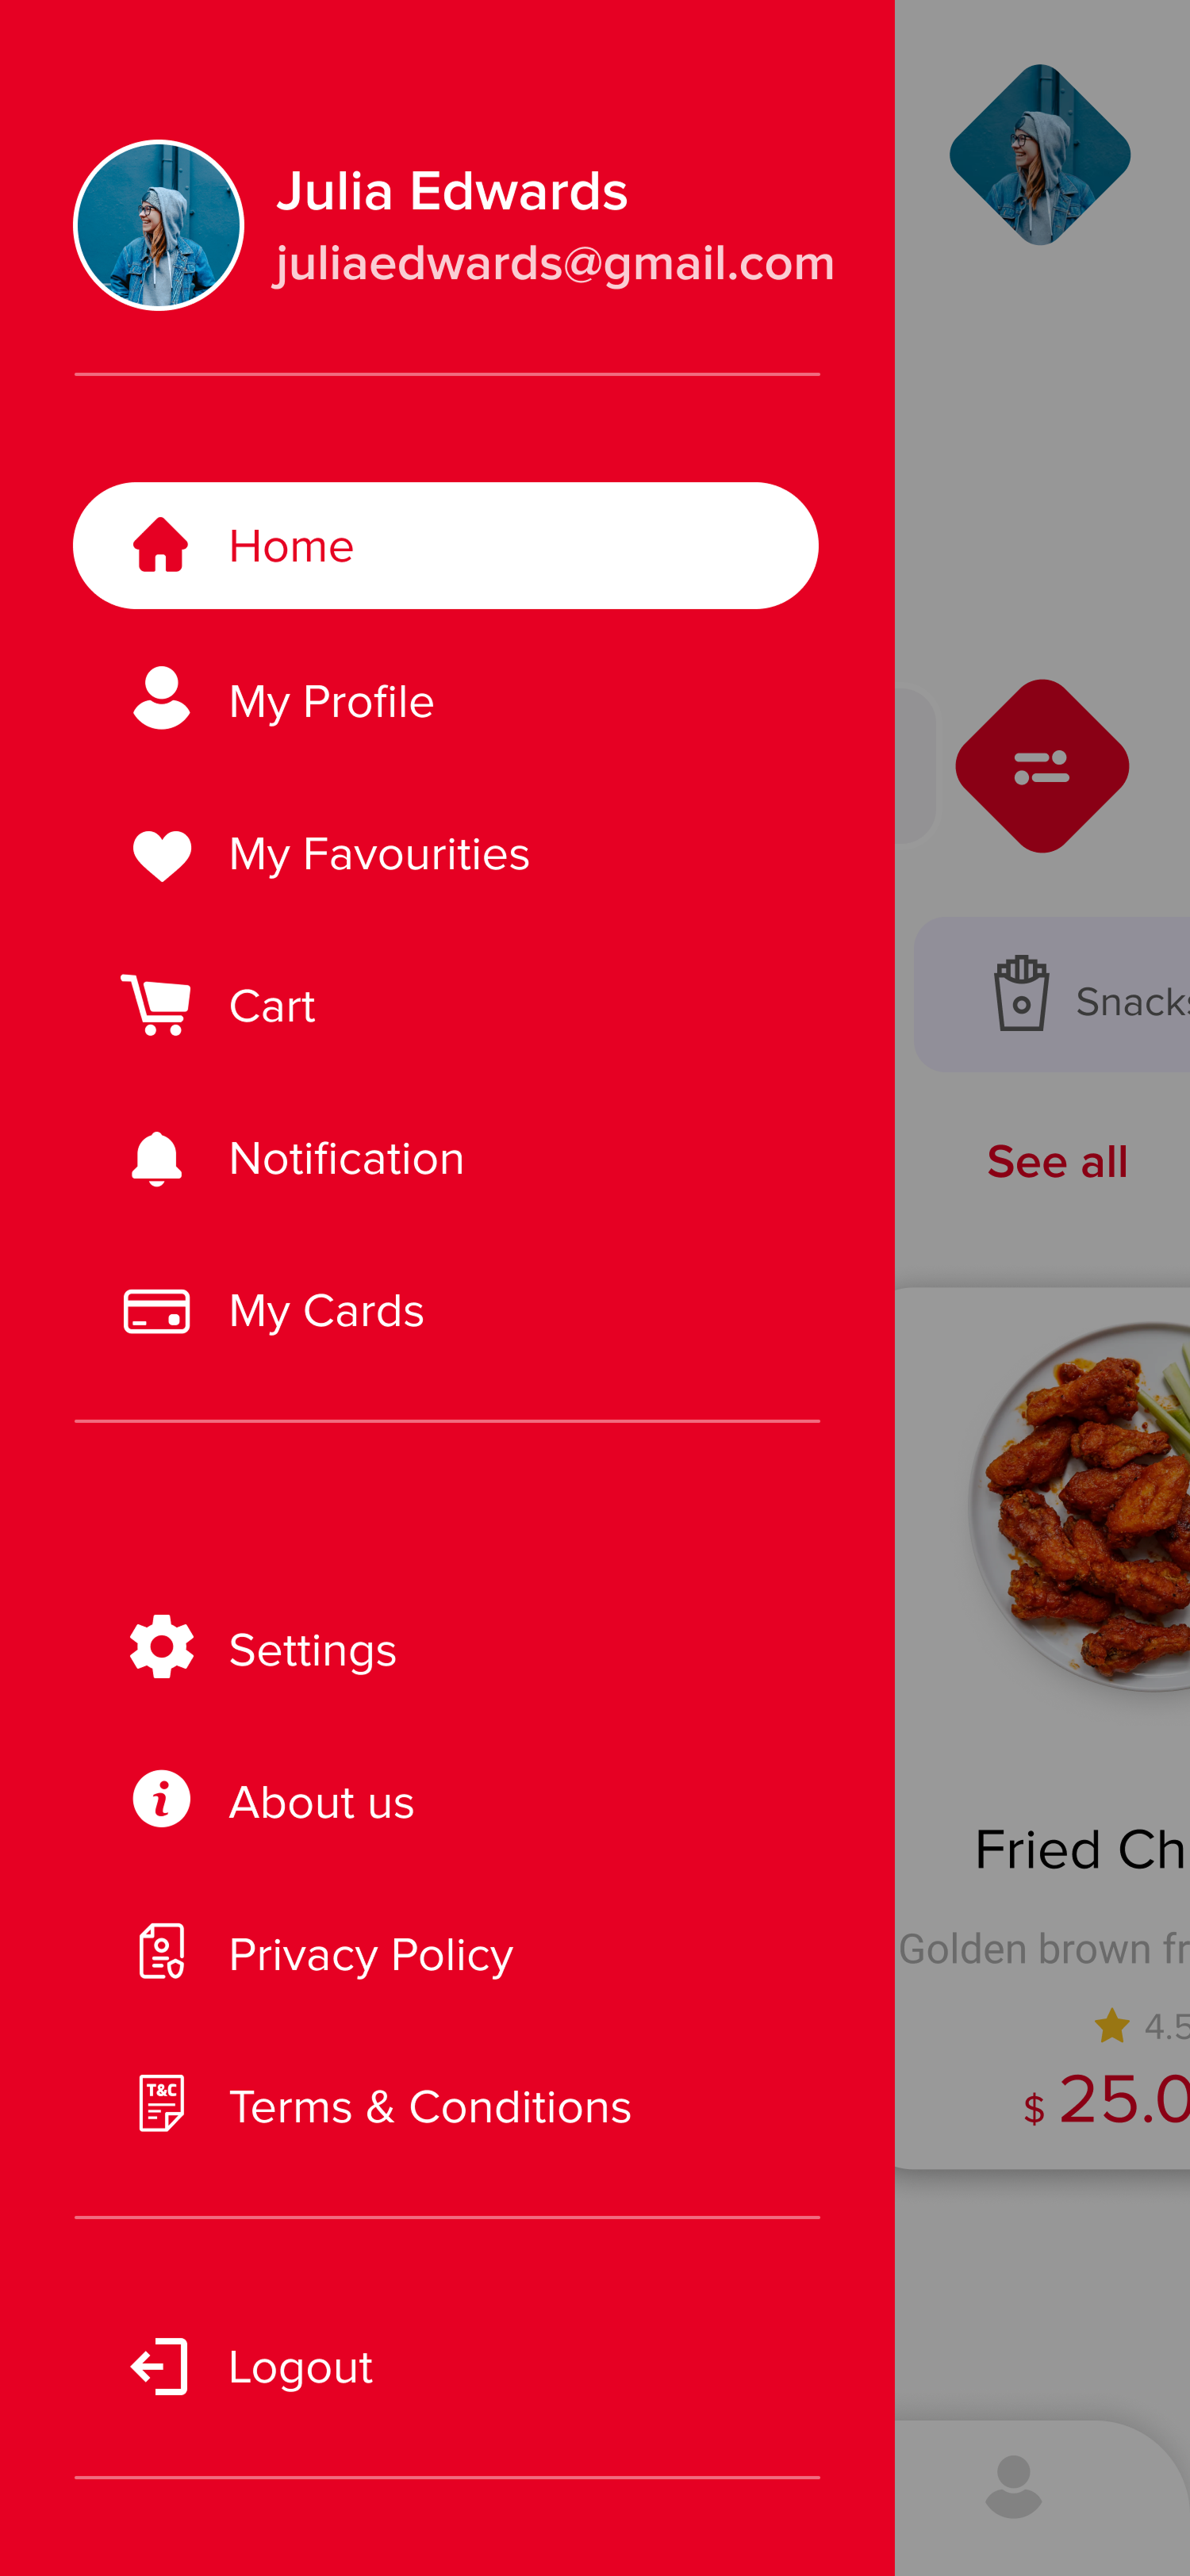 Julia Edwards
juliaedwards@gmail.com
Home
My Profile
My Favourities
Cart
Notification
My Cards
Settings
About us
Privacy Policy
T&C
Terms & Conditions
Logout
Snacks
See all
Fried Ch
Golden brown fr
4.5
$ 25.0